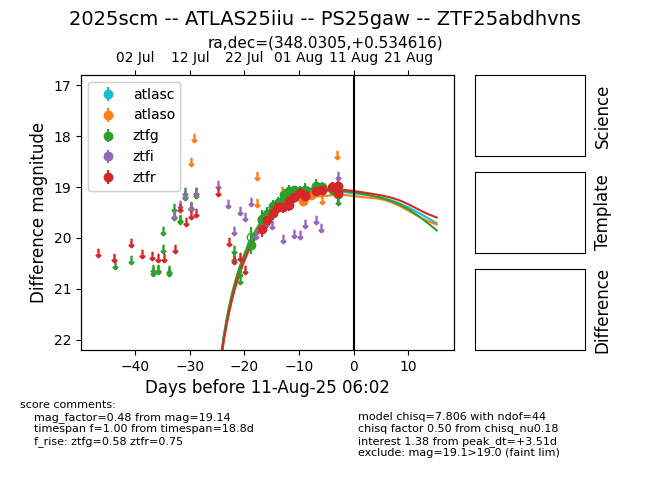 2025scm -- ATLAS25iiu -- PS25gaw -- ZTF25abdhvns
ra,dec=(348.0305,+0.534616)
02 Jul 12 Jul 22 Jul 01 Aug 11 Aug 21 Aug
17
18
19
20
21
22
Difference magnitude
atlasc
atlaso
ztfg
ztfi
ztfr
−40 −30 −20 −10 0 10
Days before 11-Aug-25 06:02
Science
Template
Difference
score comments:
mag_factor=0.48 from mag=19.14
timespan f=1.00 from timespan=18.8d
f_rise: ztfg=0.58 ztfr=0.75
model chisq=7.806 with ndof=44
chisq factor 0.50 from chisq_nu0.18
interest 1.38 from peak_dt=+3.51d
exclude: mag=19.1>19.0 (faint lim)